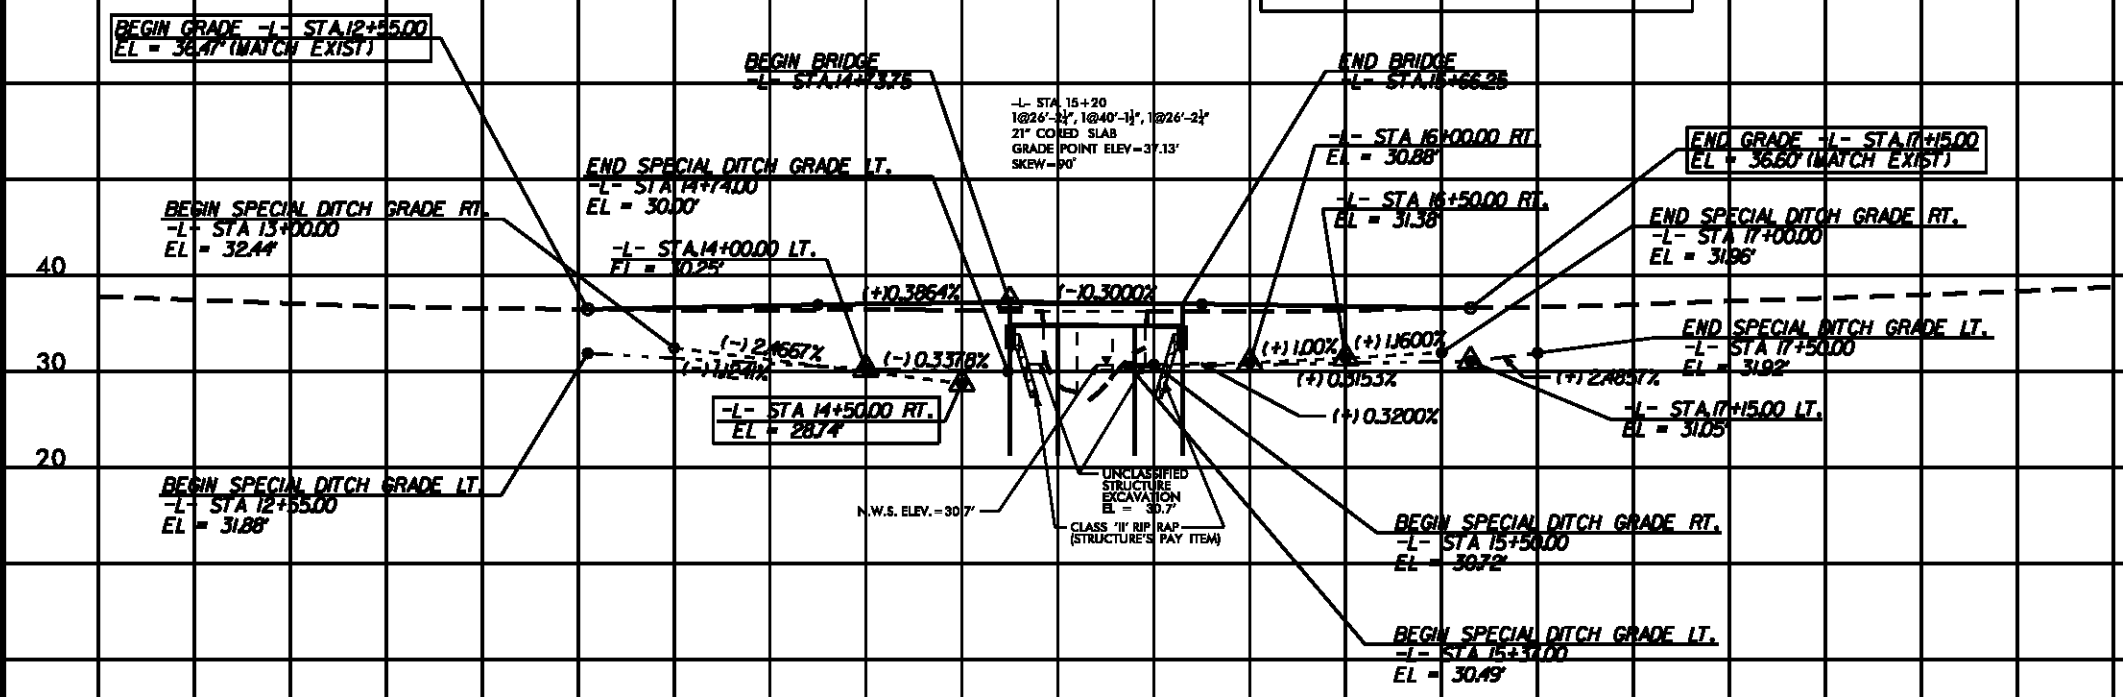 BEGIN GRADE -L- STA.12+55.00
EL = 36.47' (MATCH EXIST)
BEGIN BRIDGE
-L- STA.14+73.75
END BRIDGE
-L- STA.15+66.25
-L- STA. 15+20
1@26'-2½", 1@40'-1½", 1@26'-2½"
21" CORED SLAB
GRADE POINT ELEV=37.13'
SKEW=90°
-L- STA 16+00.00 RT.
EL = 30.88'
END GRADE -L- STA.17+15.00
EL = 36.60' (MATCH EXIST)
END SPECIAL DITCH GRADE LT.
-L- STA 14+74.00
EL = 30.00'
-L- STA 16+50.00 RT.
EL = 31.38'
BEGIN SPECIAL DITCH GRADE RT.
-L- STA 13+00.00
EL = 32.44'
END SPECIAL DITCH GRADE RT.
-L- STA 17+00.00
EL = 31.96'
-L- STA.14+00.00 LT.
EL = 30.25'
40
(+)0.3864%
(-)0.3000%
30
(-) 2.4667%
(-) 1.1241%
(-) 0.3378%
(+) 1.00%
(+) 1.1600%
(+) 0.3153%
END SPECIAL DITCH GRADE LT.
-L- STA 17+50.00
EL = 31.92'
(+) 2.4857%
(+) 0.3200%
-L- STA 14+50.00 RT.
EL = 28.74'
-L- STA.17+15.00 LT.
EL = 31.05'
20
UNCLASSIFIED
STRUCTURE
EXCAVATION
EL = 30.7'
BEGIN SPECIAL DITCH GRADE LT.
-L- STA 12+55.00
EL = 31.88'
N.W.S. ELEV.=30.7'
CLASS 'II' RIP RAP
(STRUCTURE'S PAY ITEM)
BEGIN SPECIAL DITCH GRADE RT.
-L- STA 15+50.00
EL = 30.72'
BEGIN SPECIAL DITCH GRADE LT.
-L- STA 15+37.00
EL = 30.49'